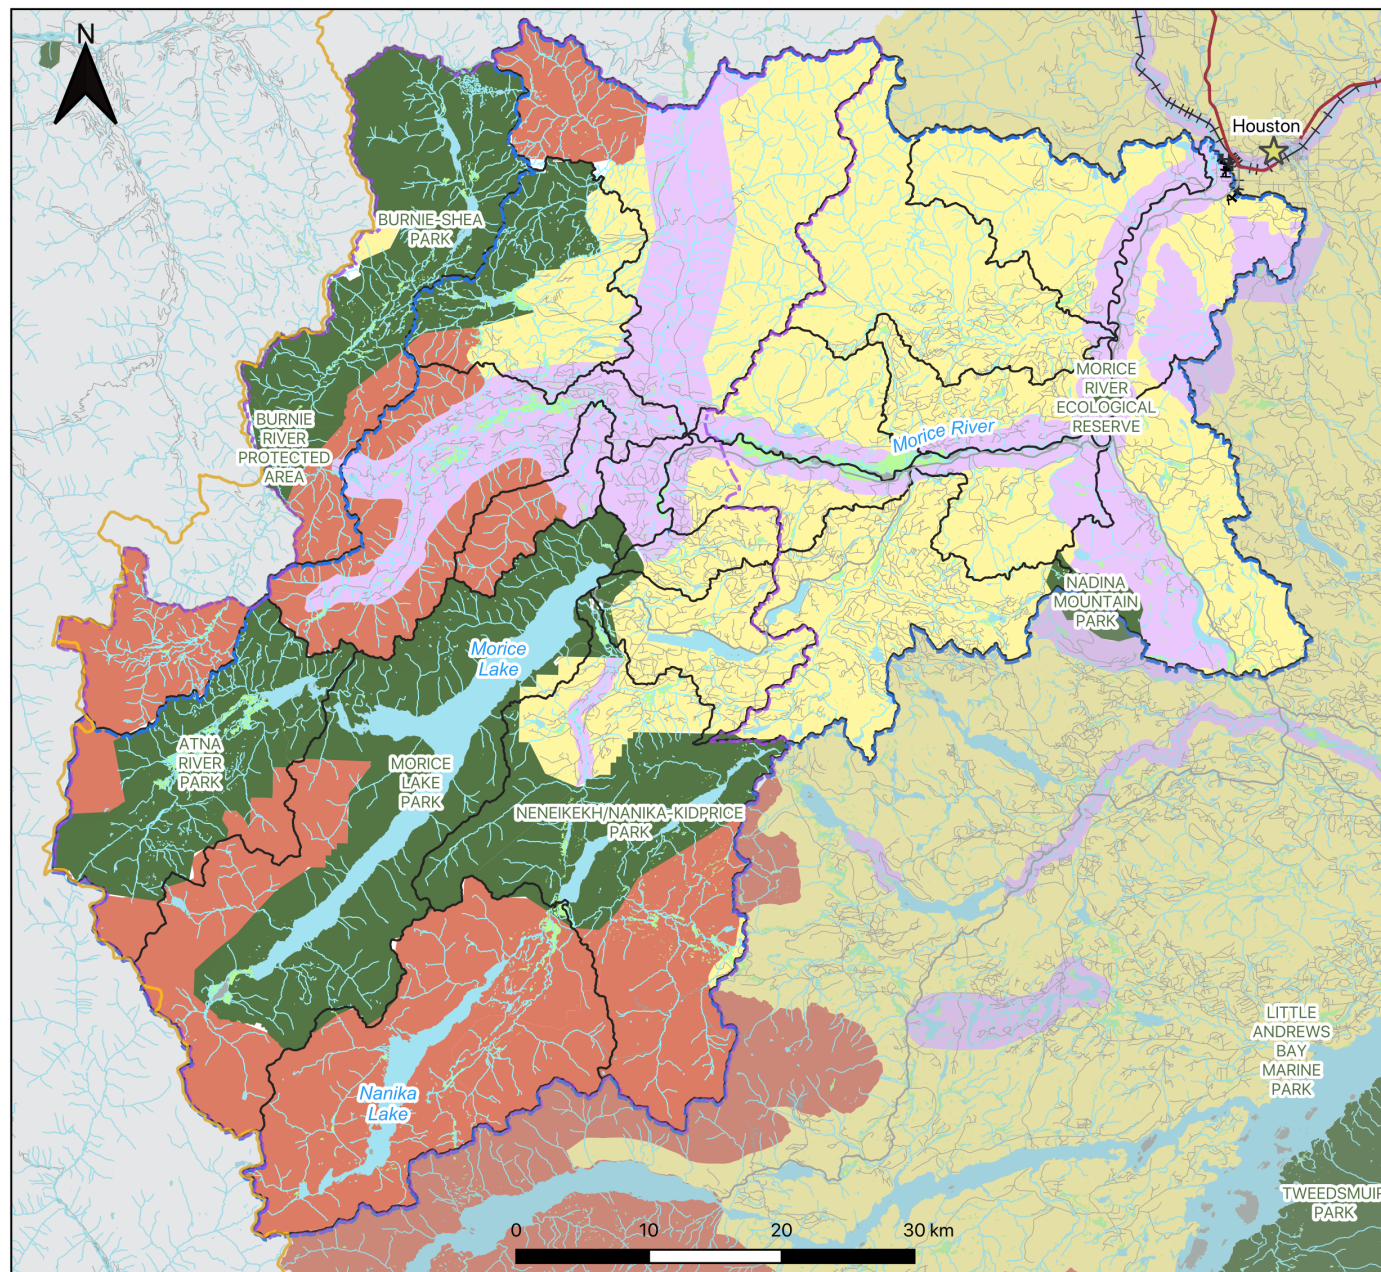 N
Houston
BURNIE-SHEA
PARK
MORICE
RIVER
ECOLOGICAL
RESERVE
Morice River
BURNIE
RIVER
PROTECTED
AREA
NADINA
MOUNTAIN
PARK
Morice
Lake
ATNA
RIVER
PARK
MORICE
LAKE
PARK
NENEIKEKH/NANIKA-KIDPRICE
PARK
LITTLE
ANDREWS
BAY
MARINE
PARK
Nanika
Lake
TWEEDSMUIR
PARK
0 10 20 30 km